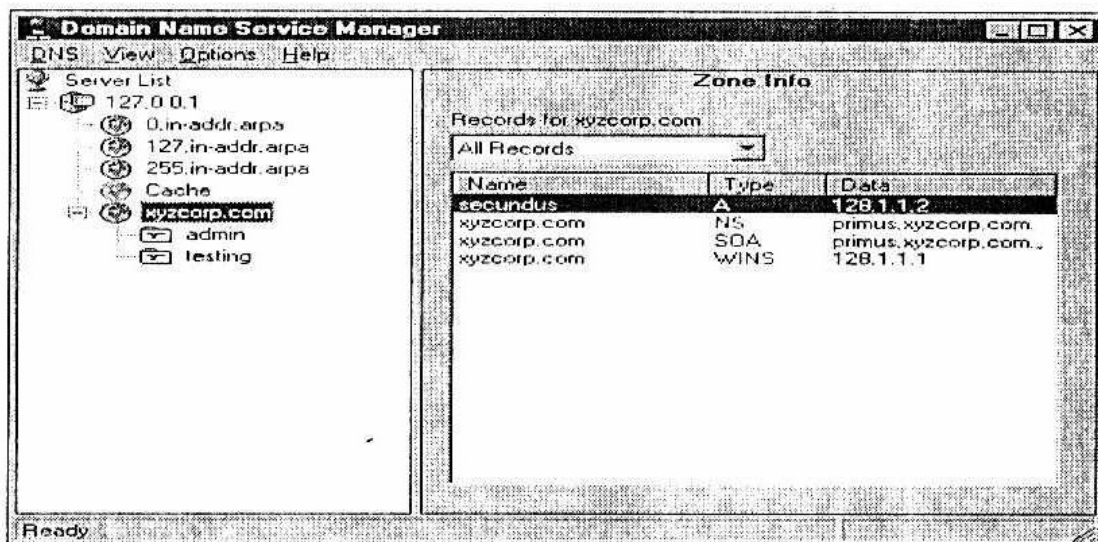 Domain Name Service Manager
DNS View Options Help
Server List
127.0.0.1
0.in-addr.arpa
127.in-addr.arpa
255.in-addr.arpa
Cache
xyzcorp.com
admin
testing
Zone Info
Records for xyzcorp.com
All Records
Name Type Data
secundus A 128.1.1.2
xyzcorp.com NS primus.xyzcorp.com.
xyzcorp.com SOA primus.xyzcorp.com...
xyzcorp.com WINS 128.1.1.1
Ready